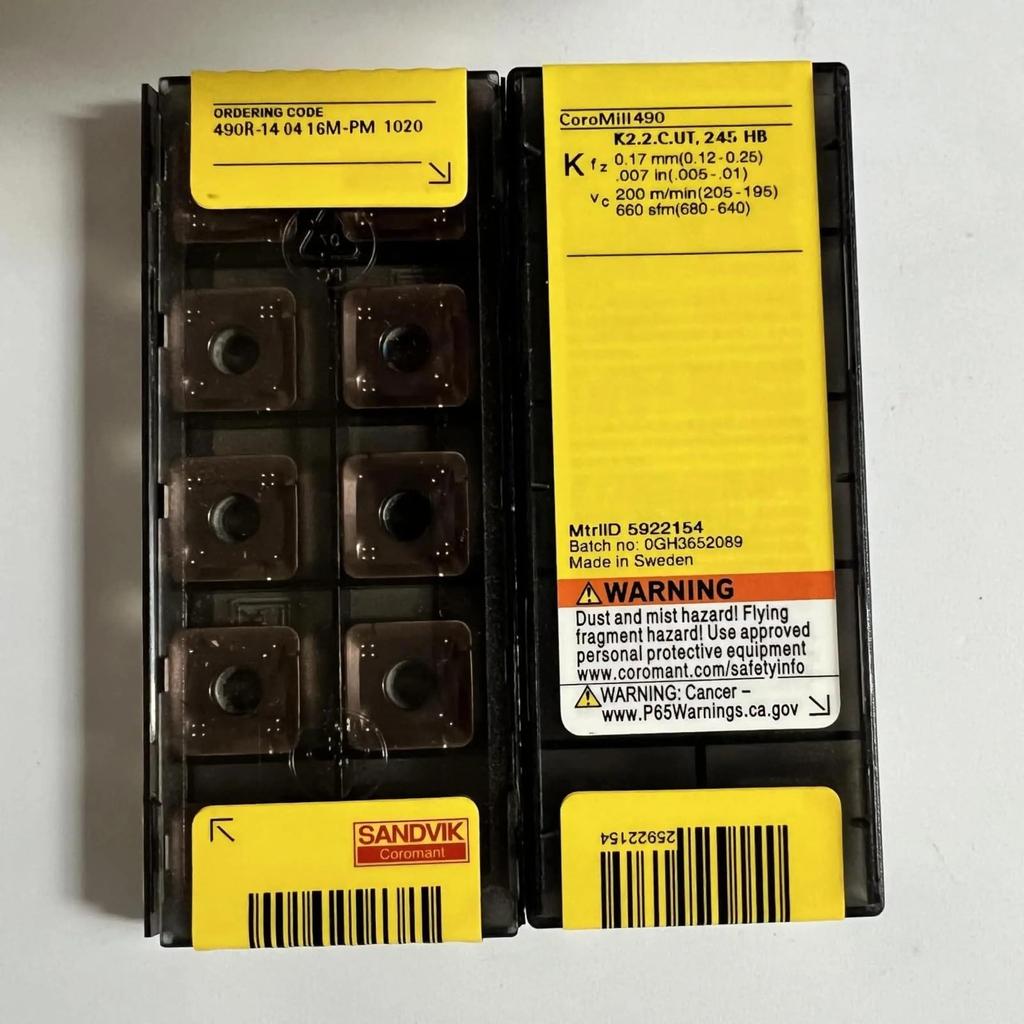 ORDERING CODE
490R-14 04 16M-PM 1020
SANDVIK
Coromant
CoroMill 490
K2.2.C.UT, 245 HB
K fz 0.17 mm(0.12-0.25)
.007 in(.005-.01)
vc 200 m/min(205-195)
660 sfm(680-640)
MtrlID 5922154
Batch no: 0GH3652089
Made in Sweden
WARNING
Dust and mist hazard! Flying
fragment hazard! Use approved
personal protective equipment
www.coromant.com/safetyinfo
WARNING: Cancer –
www.P65Warnings.ca.gov
25922154